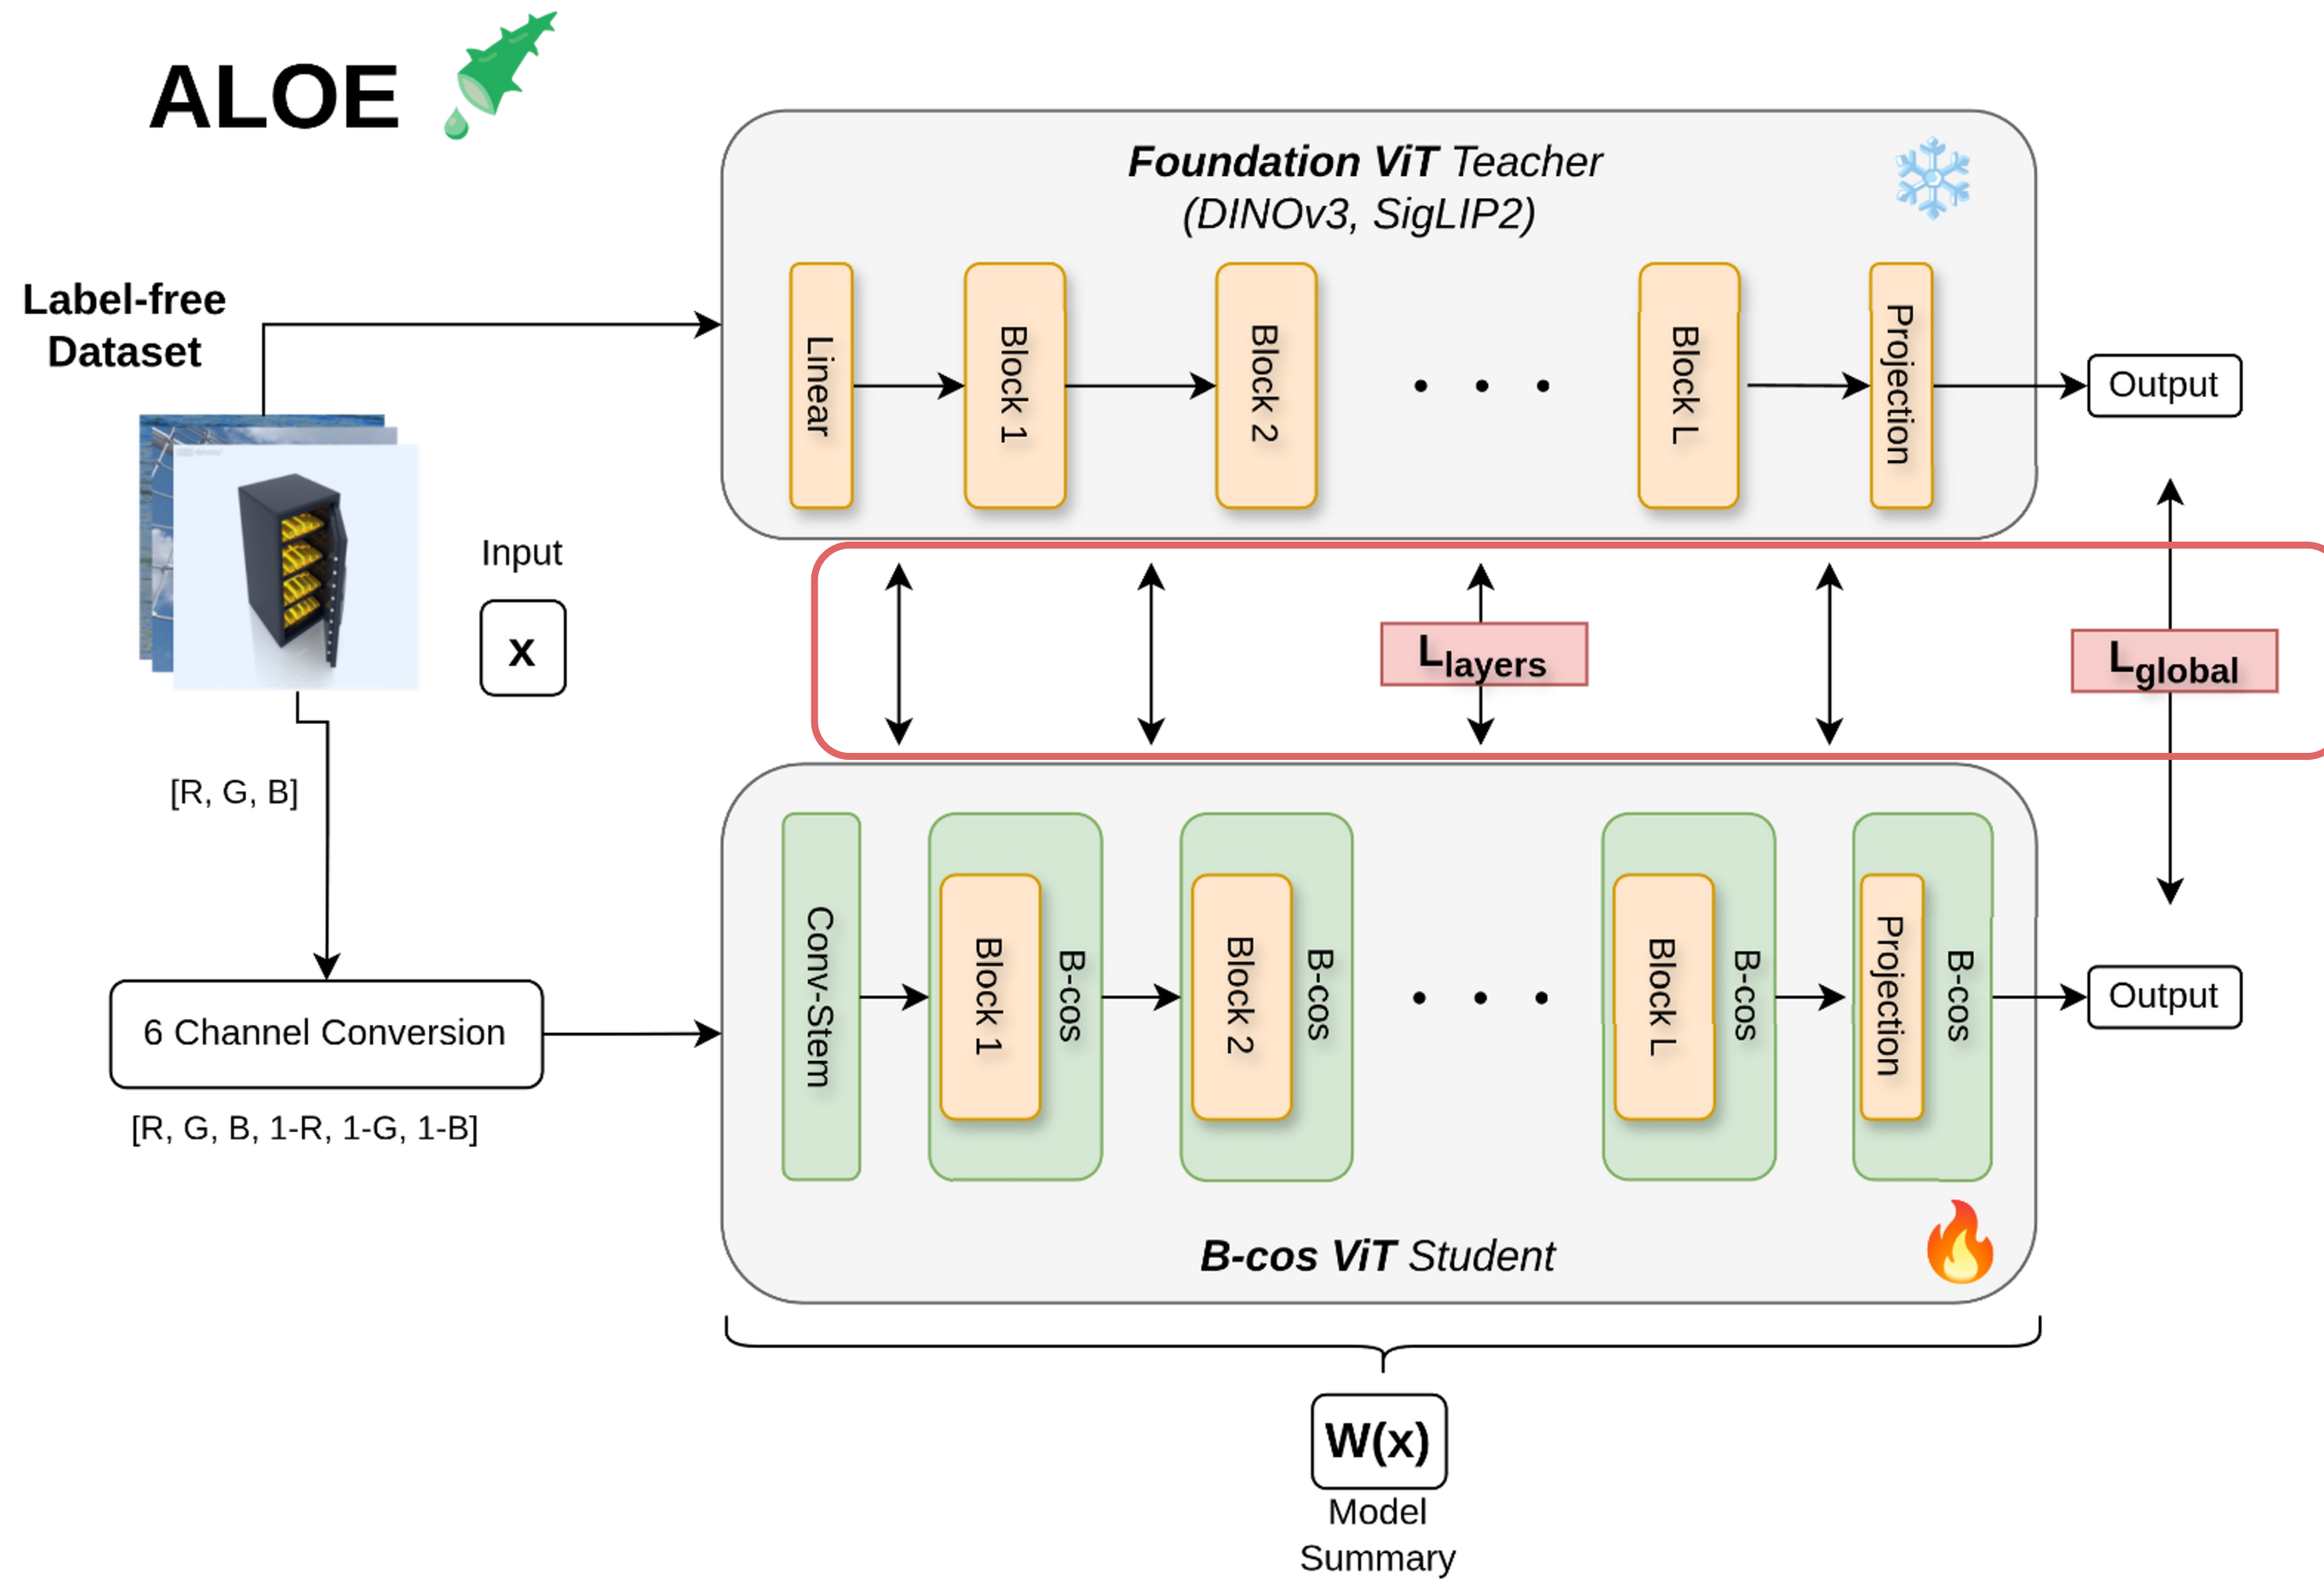 ALOE
Foundation ViT Teacher
(DINOv3, SigLIP2)
Label-free
Dataset
Linear
Block 1
Block 2
Block L
Projection
Output
Input
x
L layers
L global
[R, G, B]
6 Channel Conversion
[R, G, B, 1-R, 1-G, 1-B]
Conv-Stem
Block 1
B-cos
Block 2
B-cos
Block L
B-cos
Projection
B-cos
Output
B-cos ViT Student
W(x)
Model
Summary